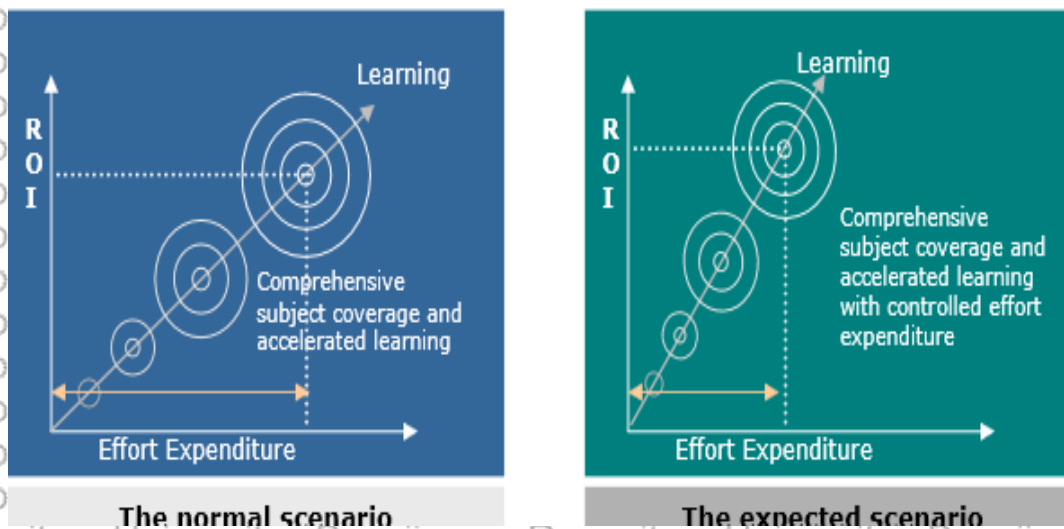 Learning
R
O
I
Comprehensive
subject coverage and
accelerated learning
Effort Expenditure
The normal scenario
Learning
R
O
I
Comprehensive
subject coverage and
accelerated learning
with controlled effort
expenditure
Effort Expenditure
The expected scenario